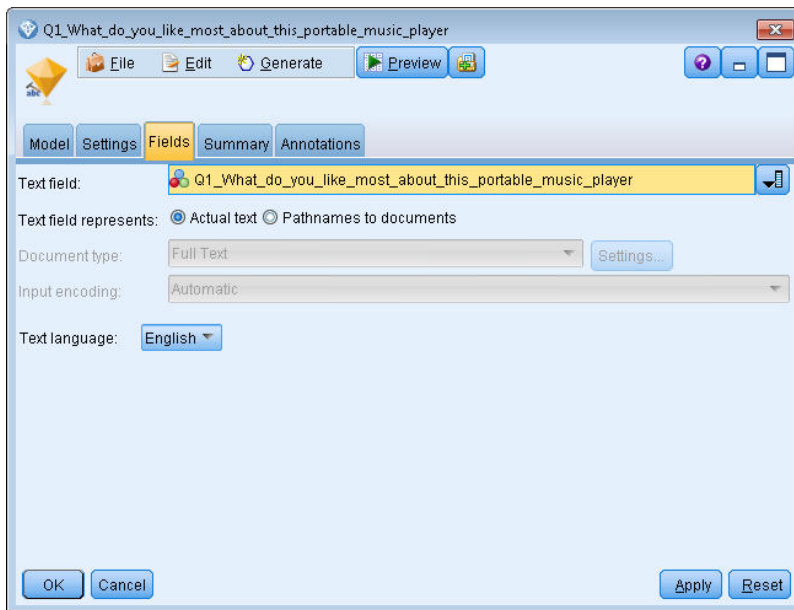 Q1_What_do_you_like_most_about_this_portable_music_player
File Edit Generate Preview
abc
Model Settings Fields Summary Annotations
Text field: Q1_What_do_you_like_most_about_this_portable_music_player
Text field represents: Actual text Pathnames to documents
Document type: Full Text Settings...
Input encoding: Automatic
Text language: English
OK Cancel Apply Reset